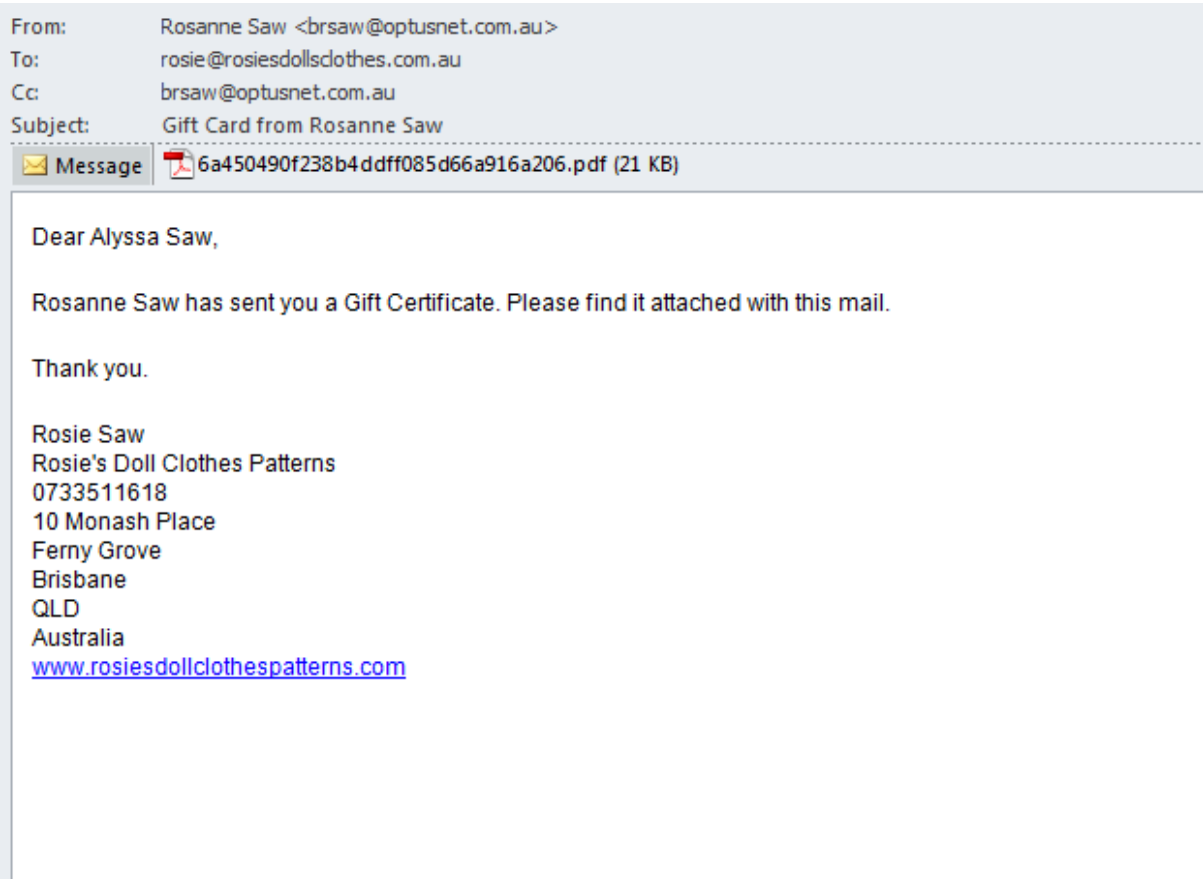 From: Rosanne Saw <brsaw@optusnet.com.au>
To: rosie@rosiesdollsclothes.com.au
Cc: brsaw@optusnet.com.au
Subject: Gift Card from Rosanne Saw
Message 6a450490f238b4ddff085d66a916a206.pdf (21 KB)
Dear Alyssa Saw,
Rosanne Saw has sent you a Gift Certificate. Please find it attached with this mail.
Thank you.
Rosie Saw
Rosie's Doll Clothes Patterns
0733511618
10 Monash Place
Ferny Grove
Brisbane
QLD
Australia
www.rosiesdollclothespatterns.com